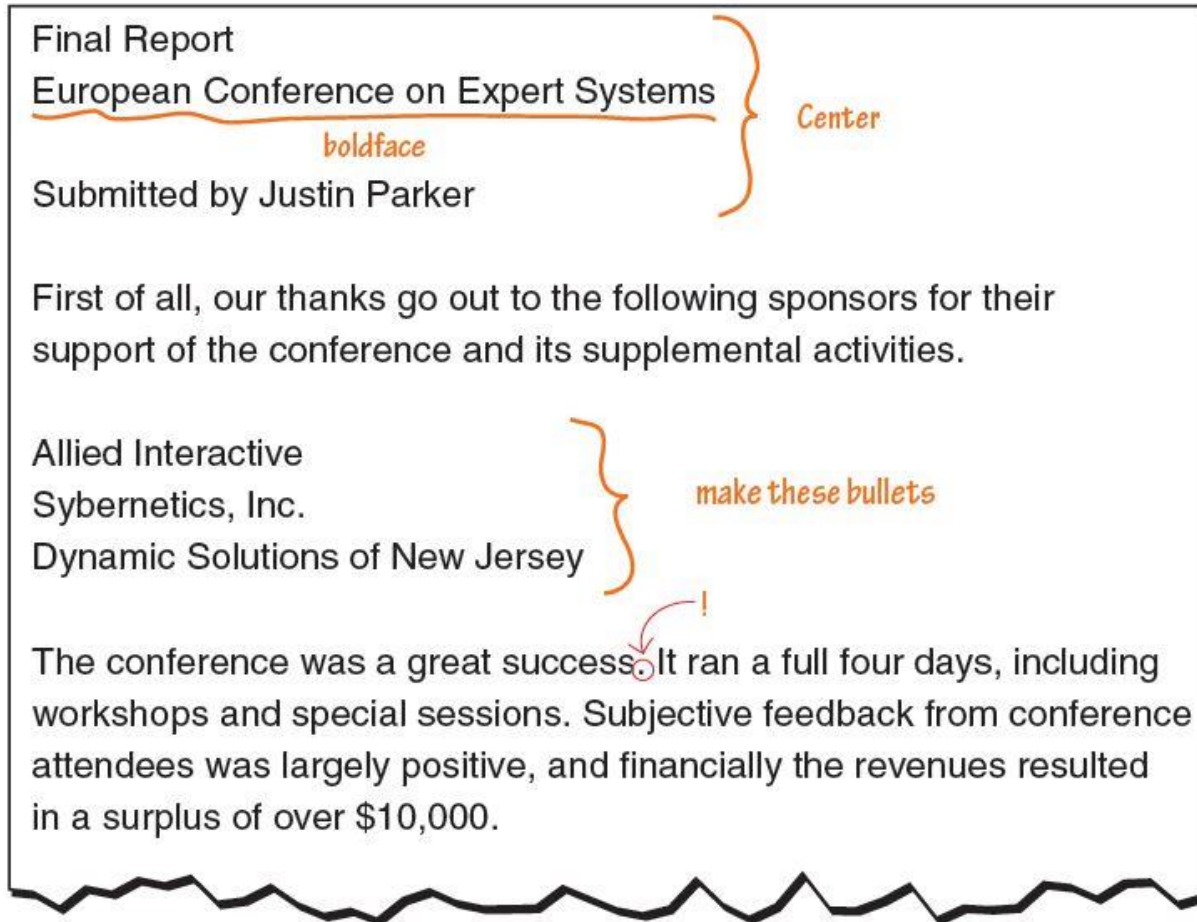 Final Report
European Conference on Expert Systems
Center
boldface
Submitted by Justin Parker
First of all, our thanks go out to the following sponsors for their
support of the conference and its supplemental activities.
Allied Interactive
Sybernetics, Inc.
make these bullets
Dynamic Solutions of New Jersey
!
The conference was a great success. It ran a full four days, including
workshops and special sessions. Subjective feedback from conference
attendees was largely positive, and financially the revenues resulted
in a surplus of over $10,000.